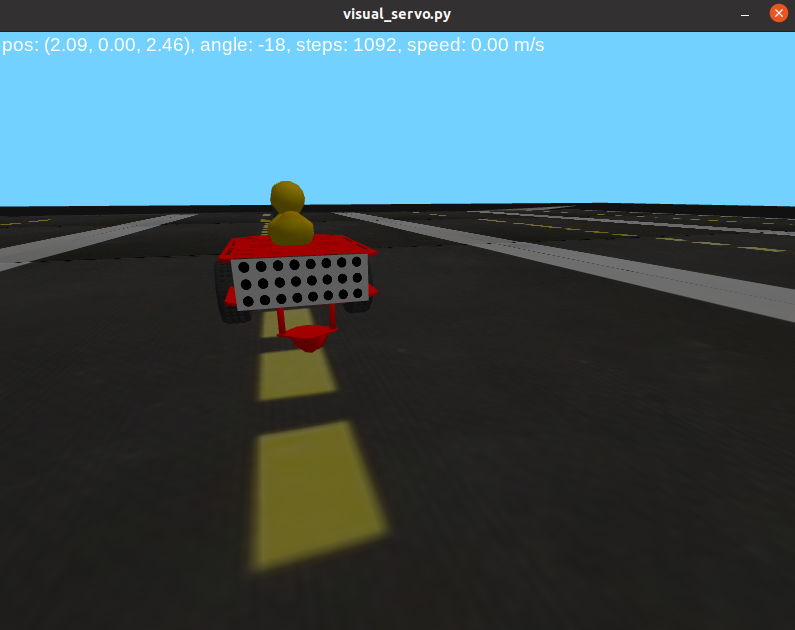 visual_servo.py
pos: (2.09, 0.00, 2.46), angle: -18, steps: 1092, speed: 0.00 m/s